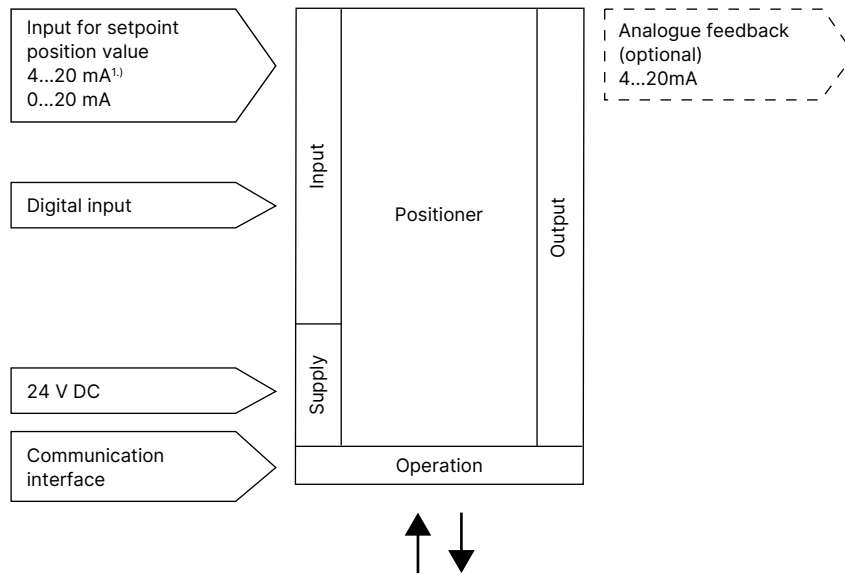 Input for setpoint
position value
4...20 mA¹·⁾
0...20 mA
Digital input
24 V DC
Communication
interface
Input
Supply
Positioner
Output
Operation
Analogue feedback
(optional)
4...20mA